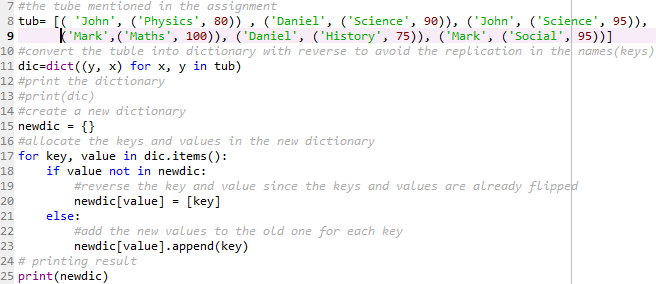 7 #the tube mentioned in the assignment
8 tub= [( 'John', ('Physics', 80)) , ('Daniel', ('Science', 90)), ('John', ('Science', 95)),
9 ('Mark',('Maths', 100)), ('Daniel', ('History', 75)), ('Mark', ('Social', 95))]
10 #convert the tuble into dictionary with reverse to avoid the replication in the names(keys)
11 dic=dict((y, x) for x, y in tub)
12 #print the dictionary
13 #print(dic)
14 #create a new dictionary
15 newdic = {}
16 #allocate the keys and values in the new dictionary
17 for key, value in dic.items():
18     if value not in newdic:
19         #reverse the key and value since the keys and values are already flipped
20         newdic[value] = [key]
21     else:
22         #add the new values to the old one for each key
23         newdic[value].append(key)
24 # printing result
25 print(newdic)